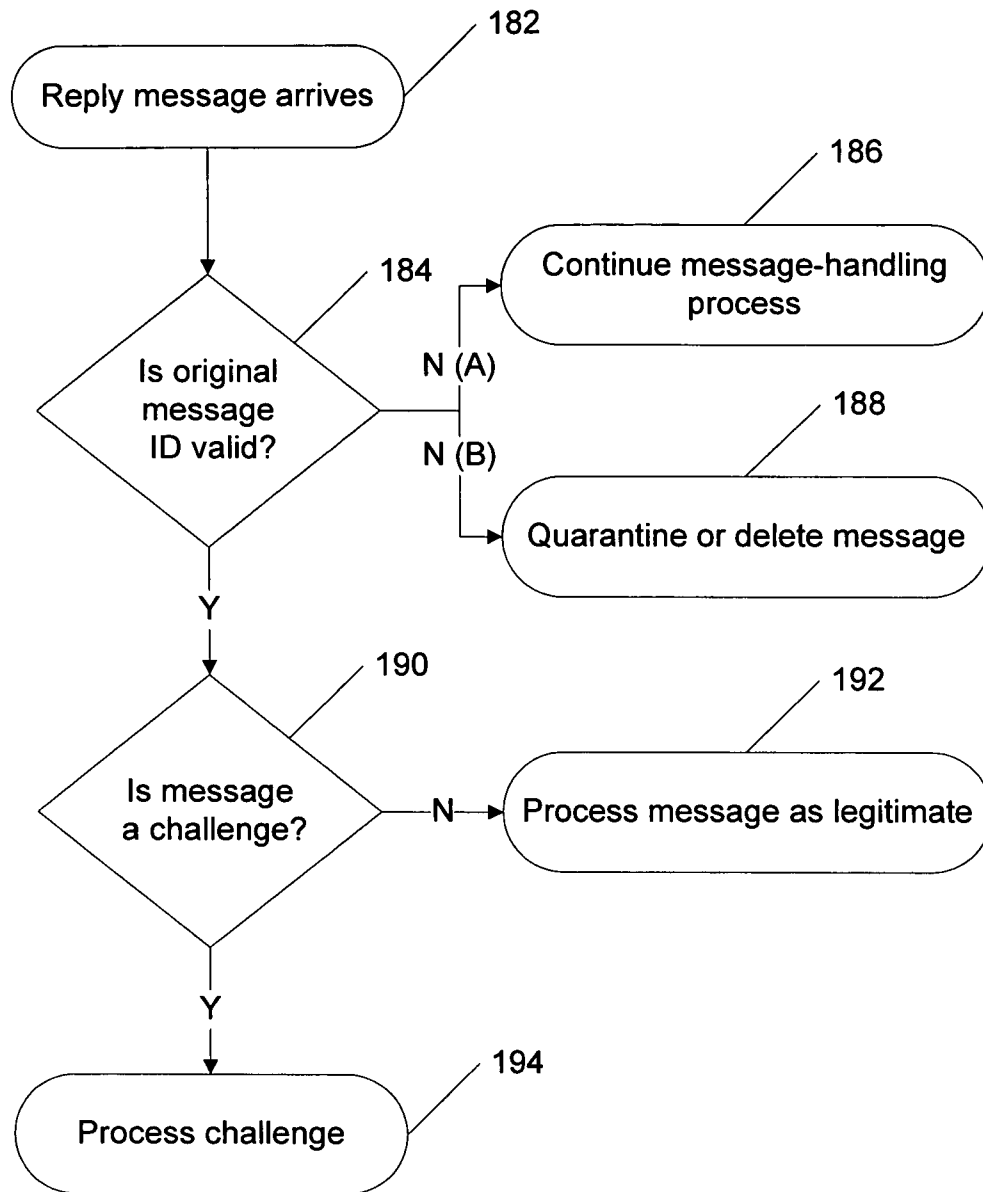 182
Reply message arrives
186
Continue message-handling
process
184
Is original
message
ID valid?
N (A)
N (B)
188
Quarantine or delete message
Y
190
Is message
a challenge?
N
192
Process message as legitimate
Y
194
Process challenge